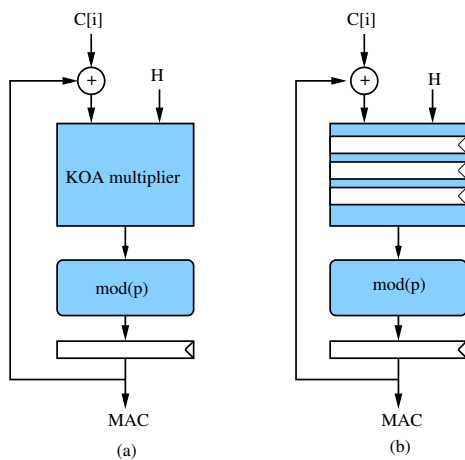 C[i]
+
H
KOA multiplier
mod(p)
MAC
(a)
C[i]
+
H
mod(p)
MAC
(b)